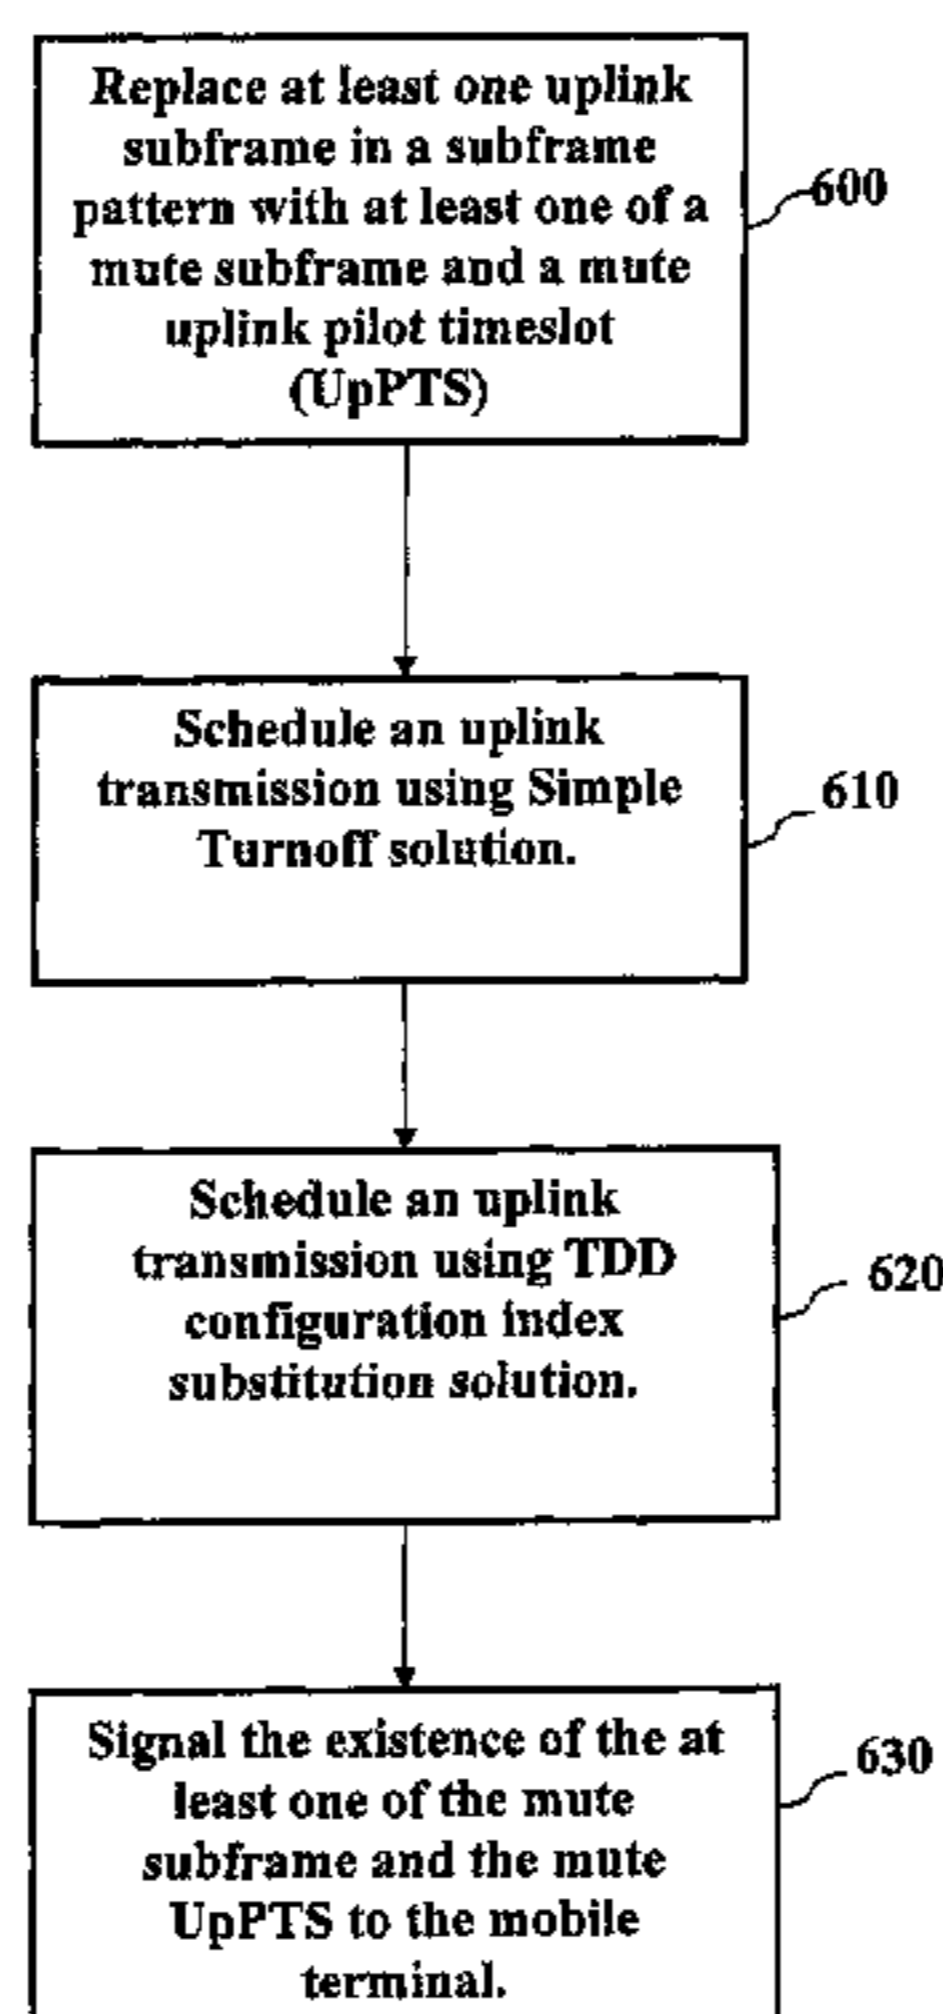 Replace at least one uplink
subframe in a subframe
pattern with at least one of a
mute subframe and a mute
uplink pilot timeslot
(UpPTS)
600
Schedule an uplink
transmission using Simple
Turnoff solution.
610
Schedule an uplink
transmission using TDD
configuration index
substitution solution.
620
Signal the existence of the at
least one of the mute
subframe and the mute
UpPTS to the mobile
terminal.
630